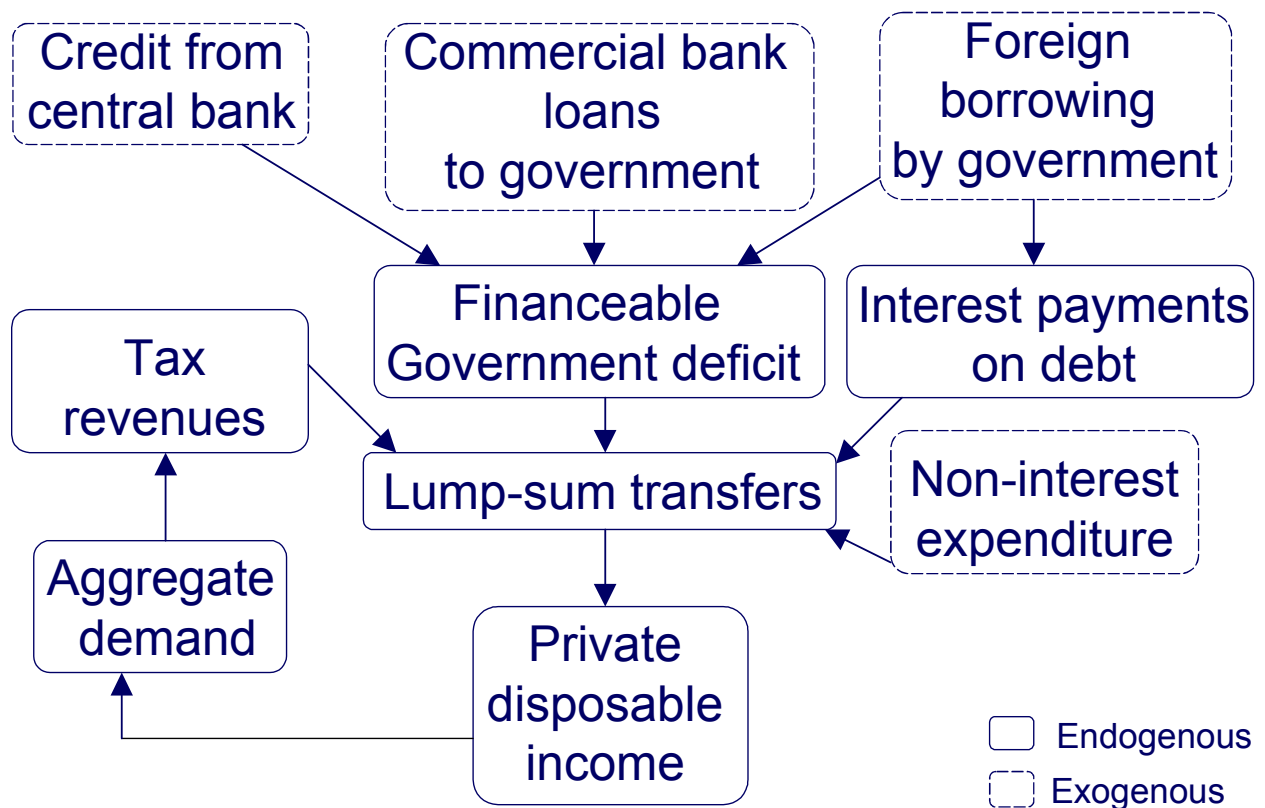 Credit from
central bank
Commercial bank
loans
to government
Foreign
borrowing
by government
Financeable
Government deficit
Interest payments
on debt
Tax
revenues
Lump-sum transfers
Non-interest
expenditure
Aggregate
demand
Private
disposable
income
Endogenous
Exogenous